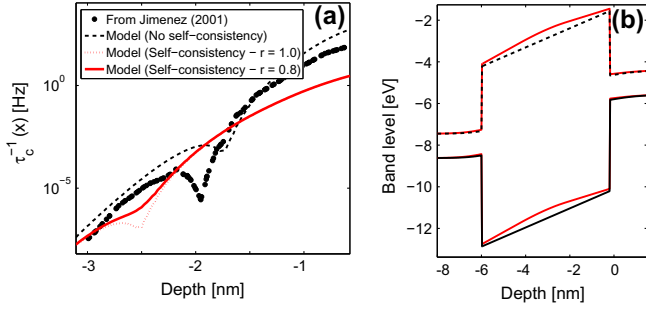 (a)
From Jimenez (2001)
Model (No self-consistency)
Model (Self-consistency - r = 1.0)
Model (Self-consistency - r = 0.8)
τc⁻¹ (x) [Hz]
10⁰
10⁻⁵
-3 -2 -1
Depth [nm]
(b)
Band level [eV]
-2
-4
-6
-8
-10
-12
-8 -6 -4 -2 0
Depth [nm]